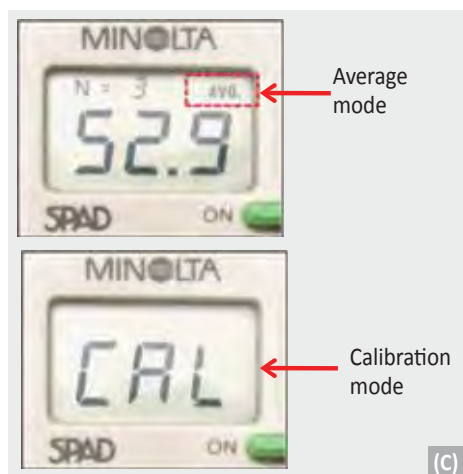 MINOLTA
N = 3 AVG.
52.9
SPAD ON
Average
mode
MINOLTA
CAL
SPAD ON
Calibration
mode
(C)